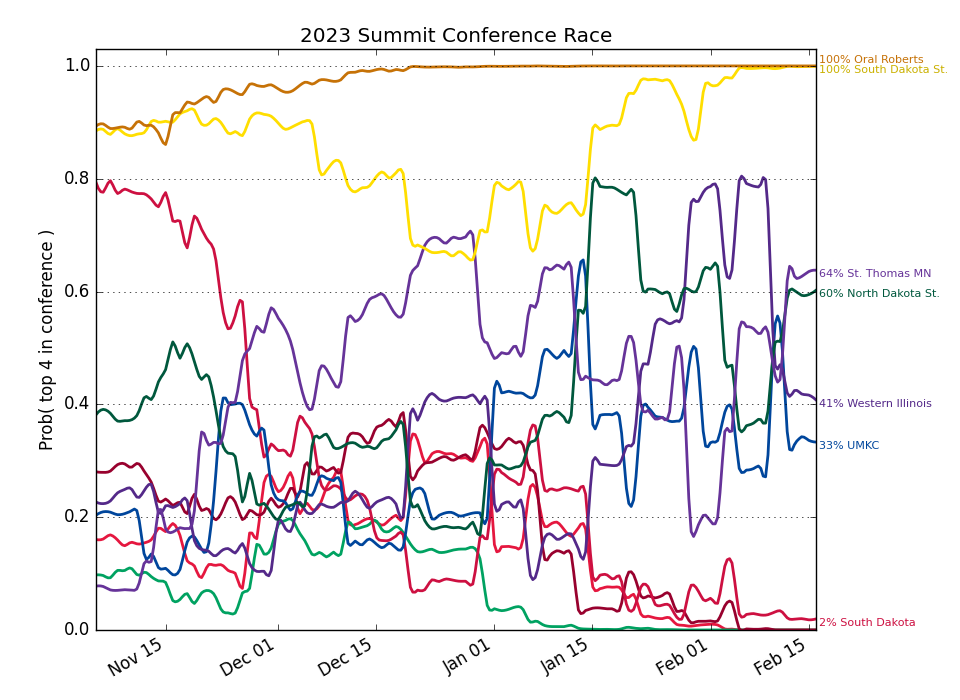 2023 Summit Conference Race
Prob( top 4 in conference )
1.0
0.8
0.6
0.4
0.2
0.0
Nov 15
Dec 01
Dec 15
Jan 01
Jan 15
Feb 01
Feb 15
100% Oral Roberts
100% South Dakota St.
64% St. Thomas MN
60% North Dakota St.
41% Western Illinois
33% UMKC
2% South Dakota